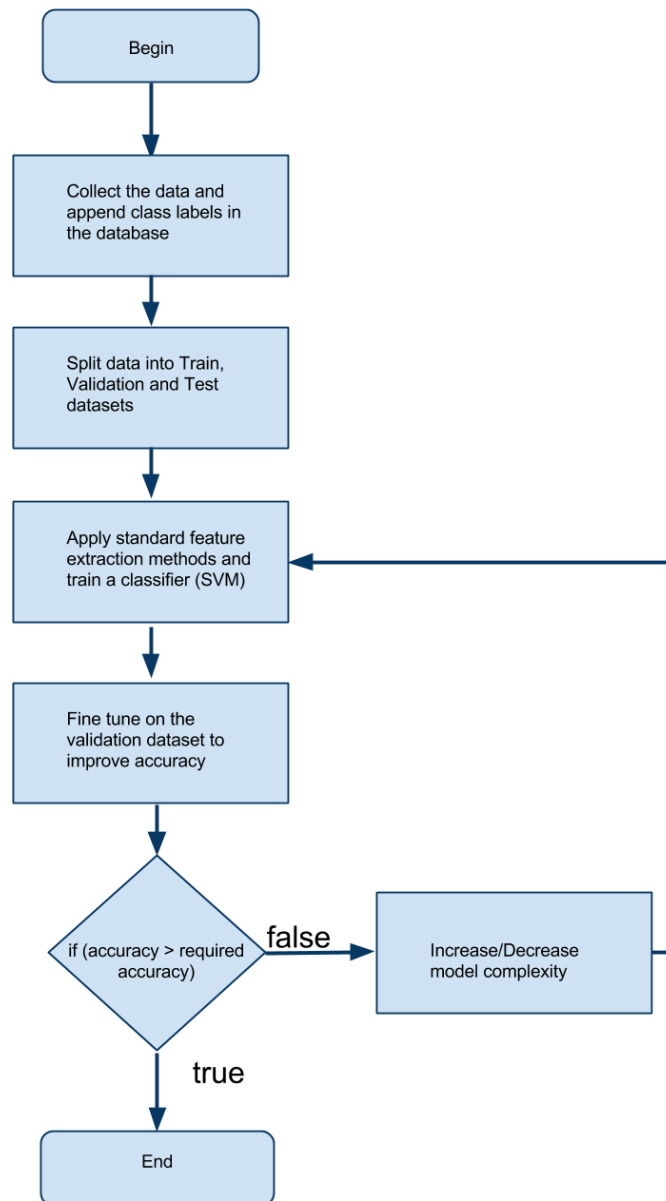 Begin
Collect the data and
append class labels in
the database
Split data into Train,
Validation and Test
datasets
Apply standard feature
extraction methods and
train a classifier (SVM)
Fine tune on the
validation dataset to
improve accuracy
if (accuracy > required
accuracy)
false
Increase/Decrease
model complexity
true
End